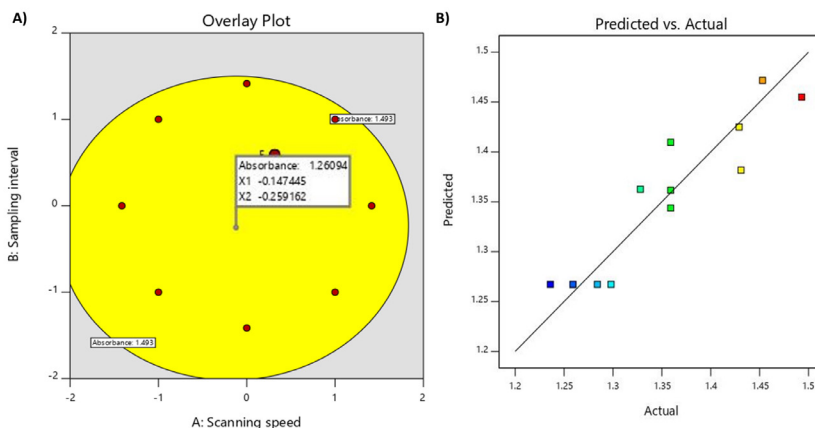 A)
Overlay Plot
2
1
0
-1
-2
-2
-1
0
1
2
B: Sampling interval
A: Scanning speed
Absorbance: 1.493
Absorbance: 1.26094
X1 -0.147445
X2 -0.259162
Absorbance: 1.493
B)
Predicted vs. Actual
1.5
1.45
1.4
1.35
1.3
1.25
1.2
1.2
1.25
1.3
1.35
1.4
1.45
1.5
Predicted
Actual